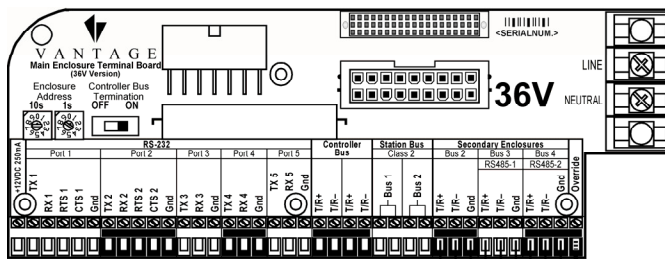 VANTAGE
Main Enclosure Terminal Board
(36V Version)
<SERIALNUM.>
36V
LINE
NEUTRAL
Enclosure Address
10s 1s
Controller Bus Termination
OFF ON
RS-232
Controller Bus
Station Bus
Secondary Enclosures
Port 1 Port 2 Port 3 Port 4 Port 5
Class 2
Bus 2 Bus 3 Bus 4
RS485-1 RS485-2
+12VDC 250mA
TX 1
RX 1
RTS 1
CTS 1
Gnd
TX 2
RX 2
RTS 2
CTS 2
Gnd
TX 3
RX 3
Gnd
TX 4
RX 4
Gnd
TX 5
RX 5
Gnd
T/R+
T/R-
T/R+
T/R-
Bus 1
Bus 2
T/R+
T/R-
Gnd
T/R+
T/R-
Gnd
T/R+
T/R-
Gnd
Override